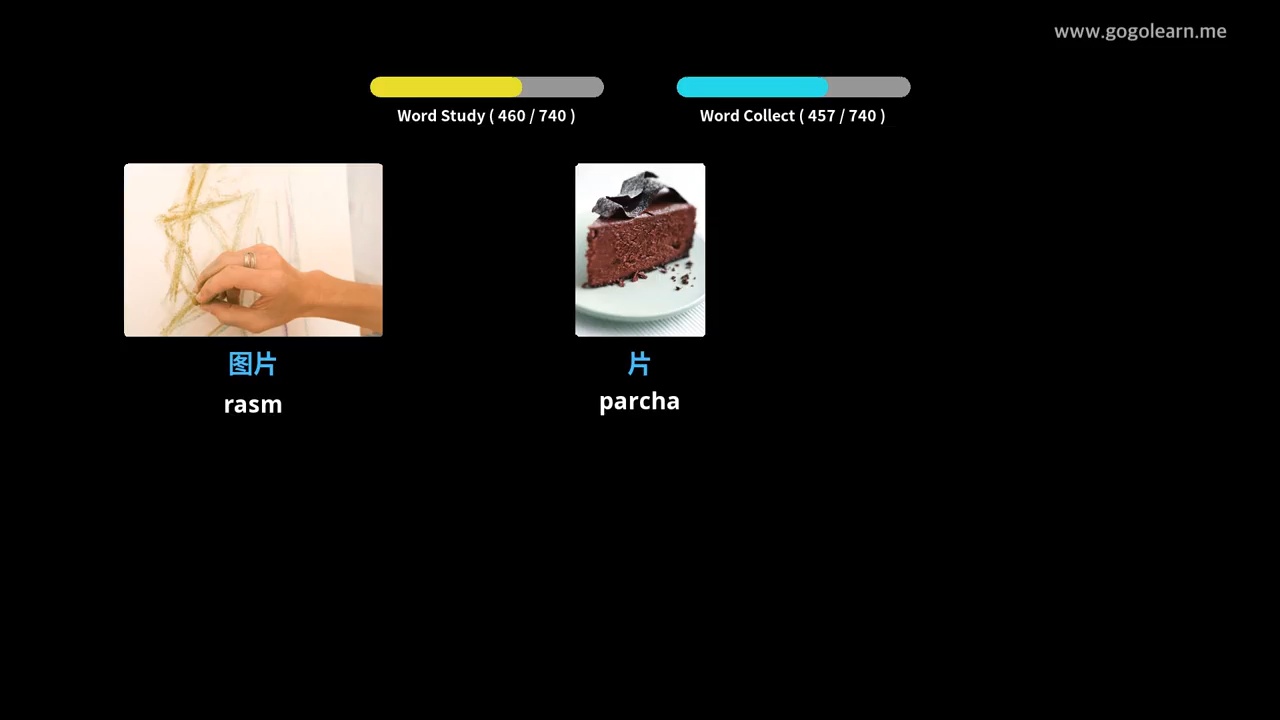 www.gogolearn.me
Word Study ( 460 / 740 )
Word Collect ( 457 / 740 )
图片
rasm
片
parcha